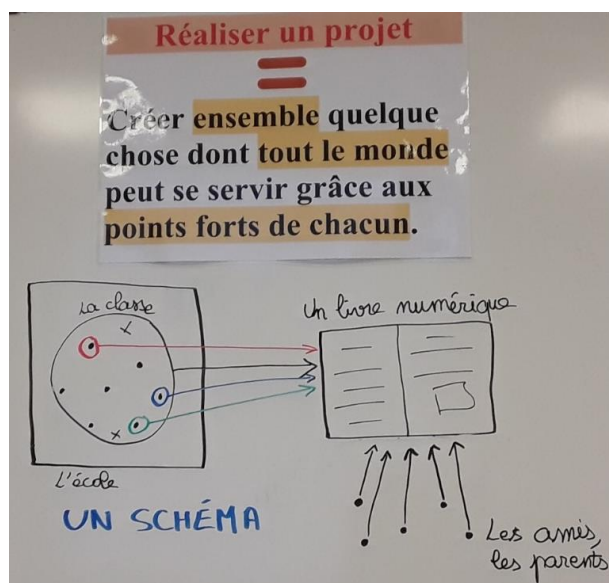 Réaliser un projet
=
Créer ensemble quelque
chose dont tout le monde
peut se servir grâce aux
points forts de chacun.
La classe
Un livre numérique
L'école
UN SCHÉMA
Les amis,
les parents